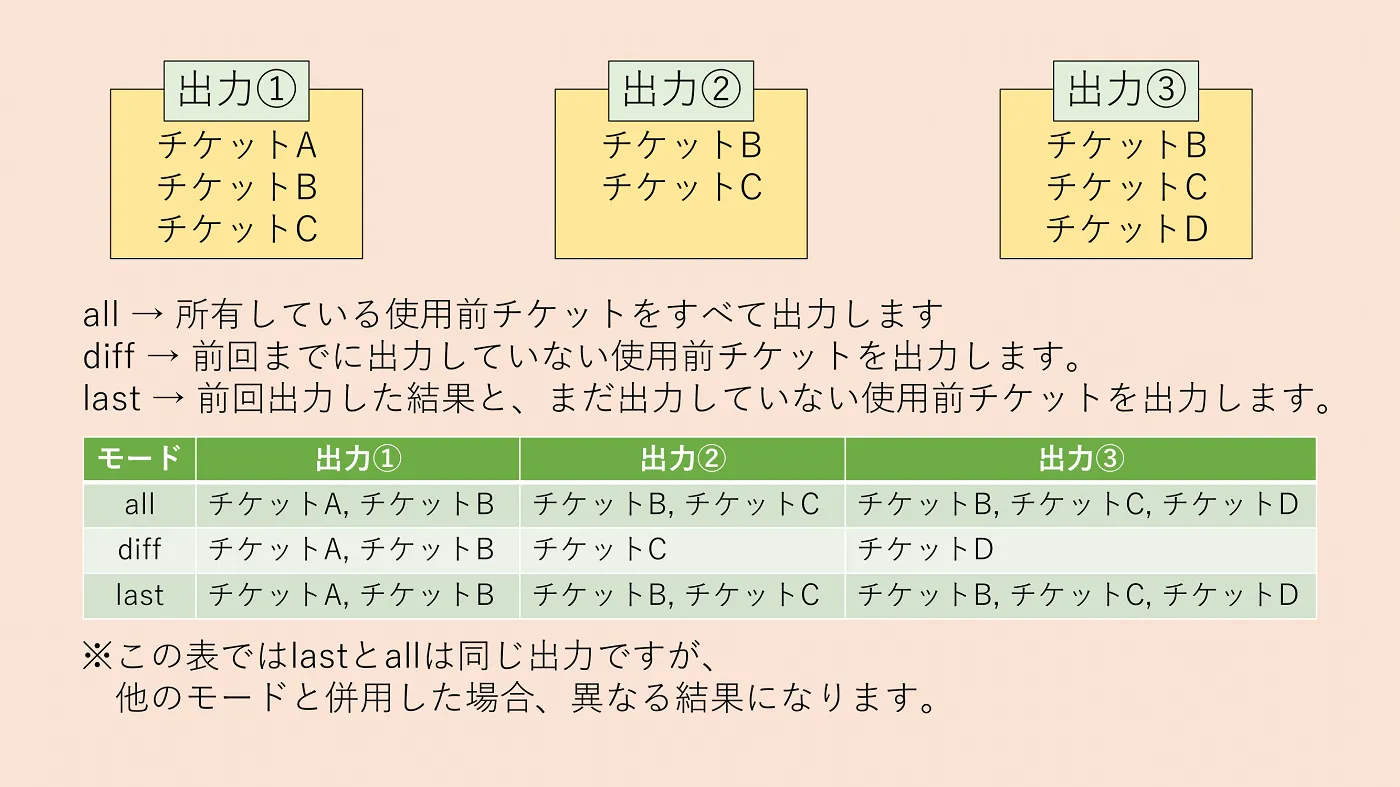 出力①
チケットA
チケットB
チケットC
出力②
チケットB
チケットC
出力③
チケットB
チケットC
チケットD
all → 所有している使用前チケットをすべて出力します
diff → 前回までに出力していない使用前チケットを出力します。
last → 前回出力した結果と、まだ出力していない使用前チケットを出力します。
モード 出力① 出力② 出力③
all チケットA, チケットB チケットB, チケットC チケットB, チケットC, チケットD
diff チケットA, チケットB チケットC チケットD
last チケットA, チケットB チケットB, チケットC チケットB, チケットC, チケットD
※この表ではlastとallは同じ出力ですが、
他のモードと併用した場合、異なる結果になります。